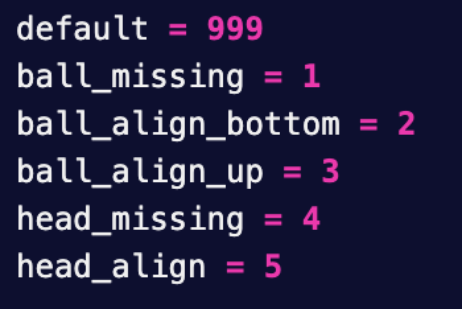 default = 999
ball_missing = 1
ball_align_bottom = 2
ball_align_up = 3
head_missing = 4
head_align = 5